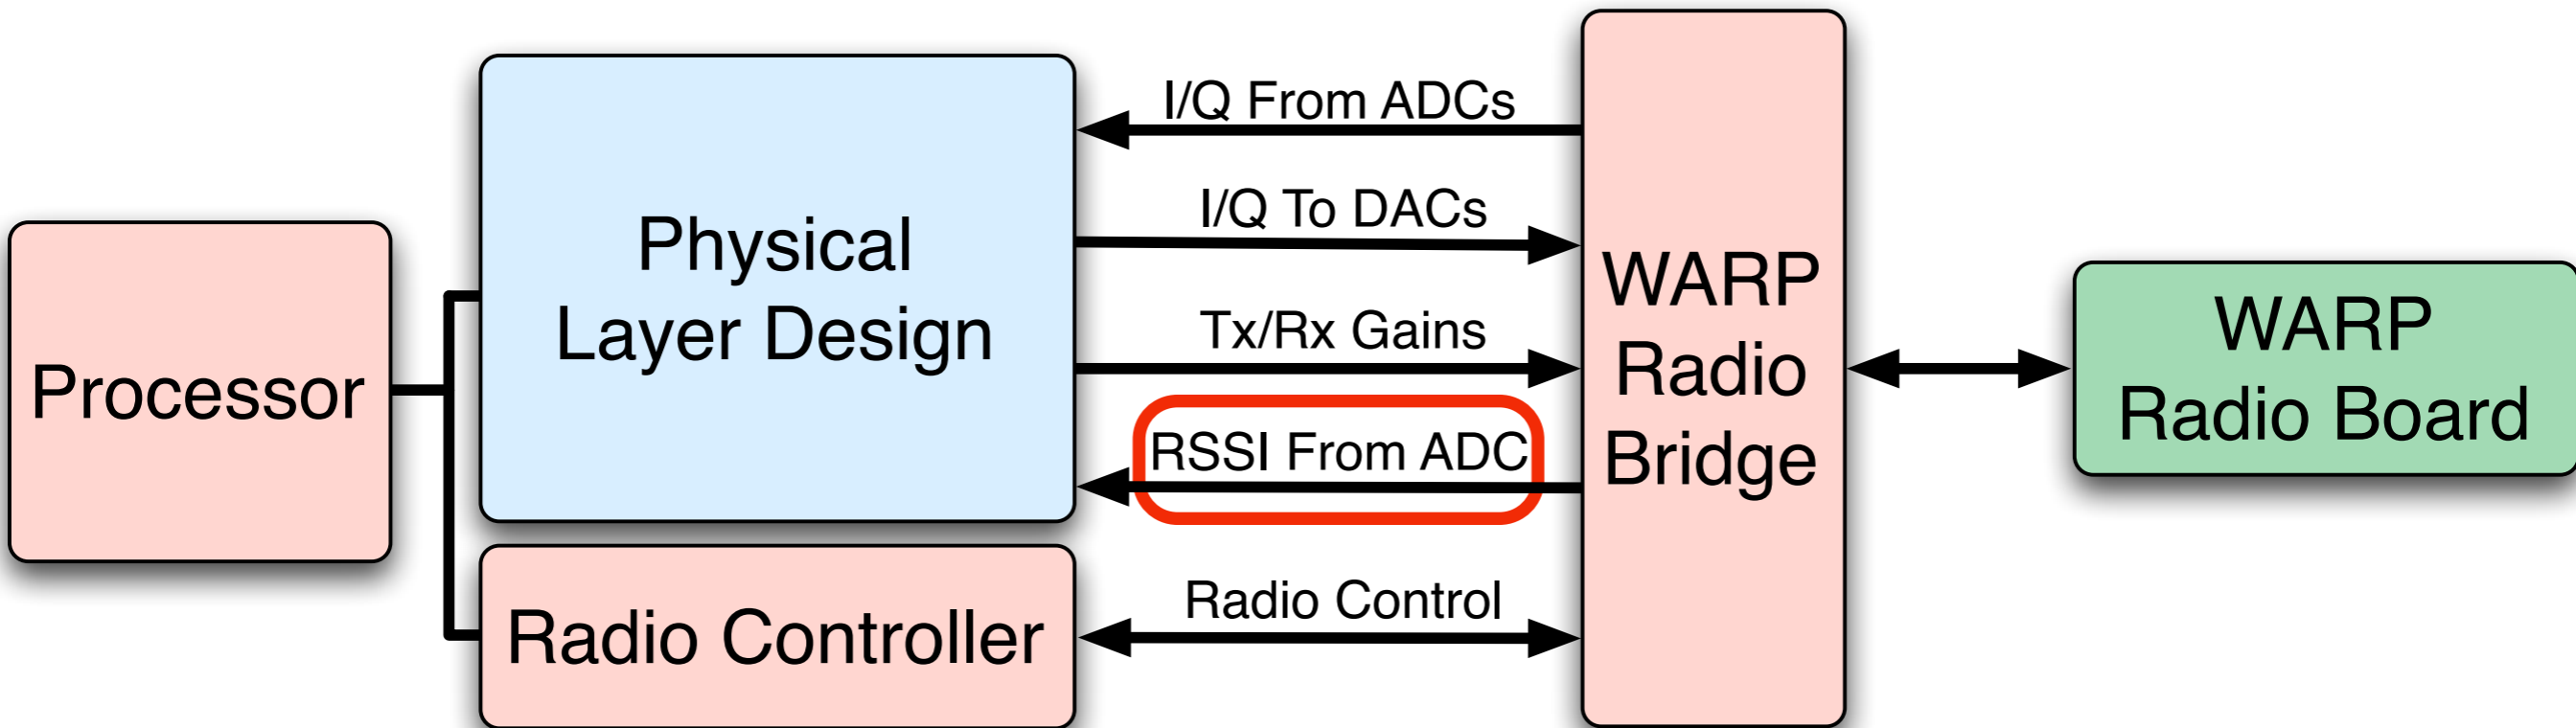 Processor
Physical
Layer Design
Radio Controller
I/Q From ADCs
I/Q To DACs
Tx/Rx Gains
RSSI From ADC
Radio Control
WARP
Radio
Bridge
WARP
Radio Board